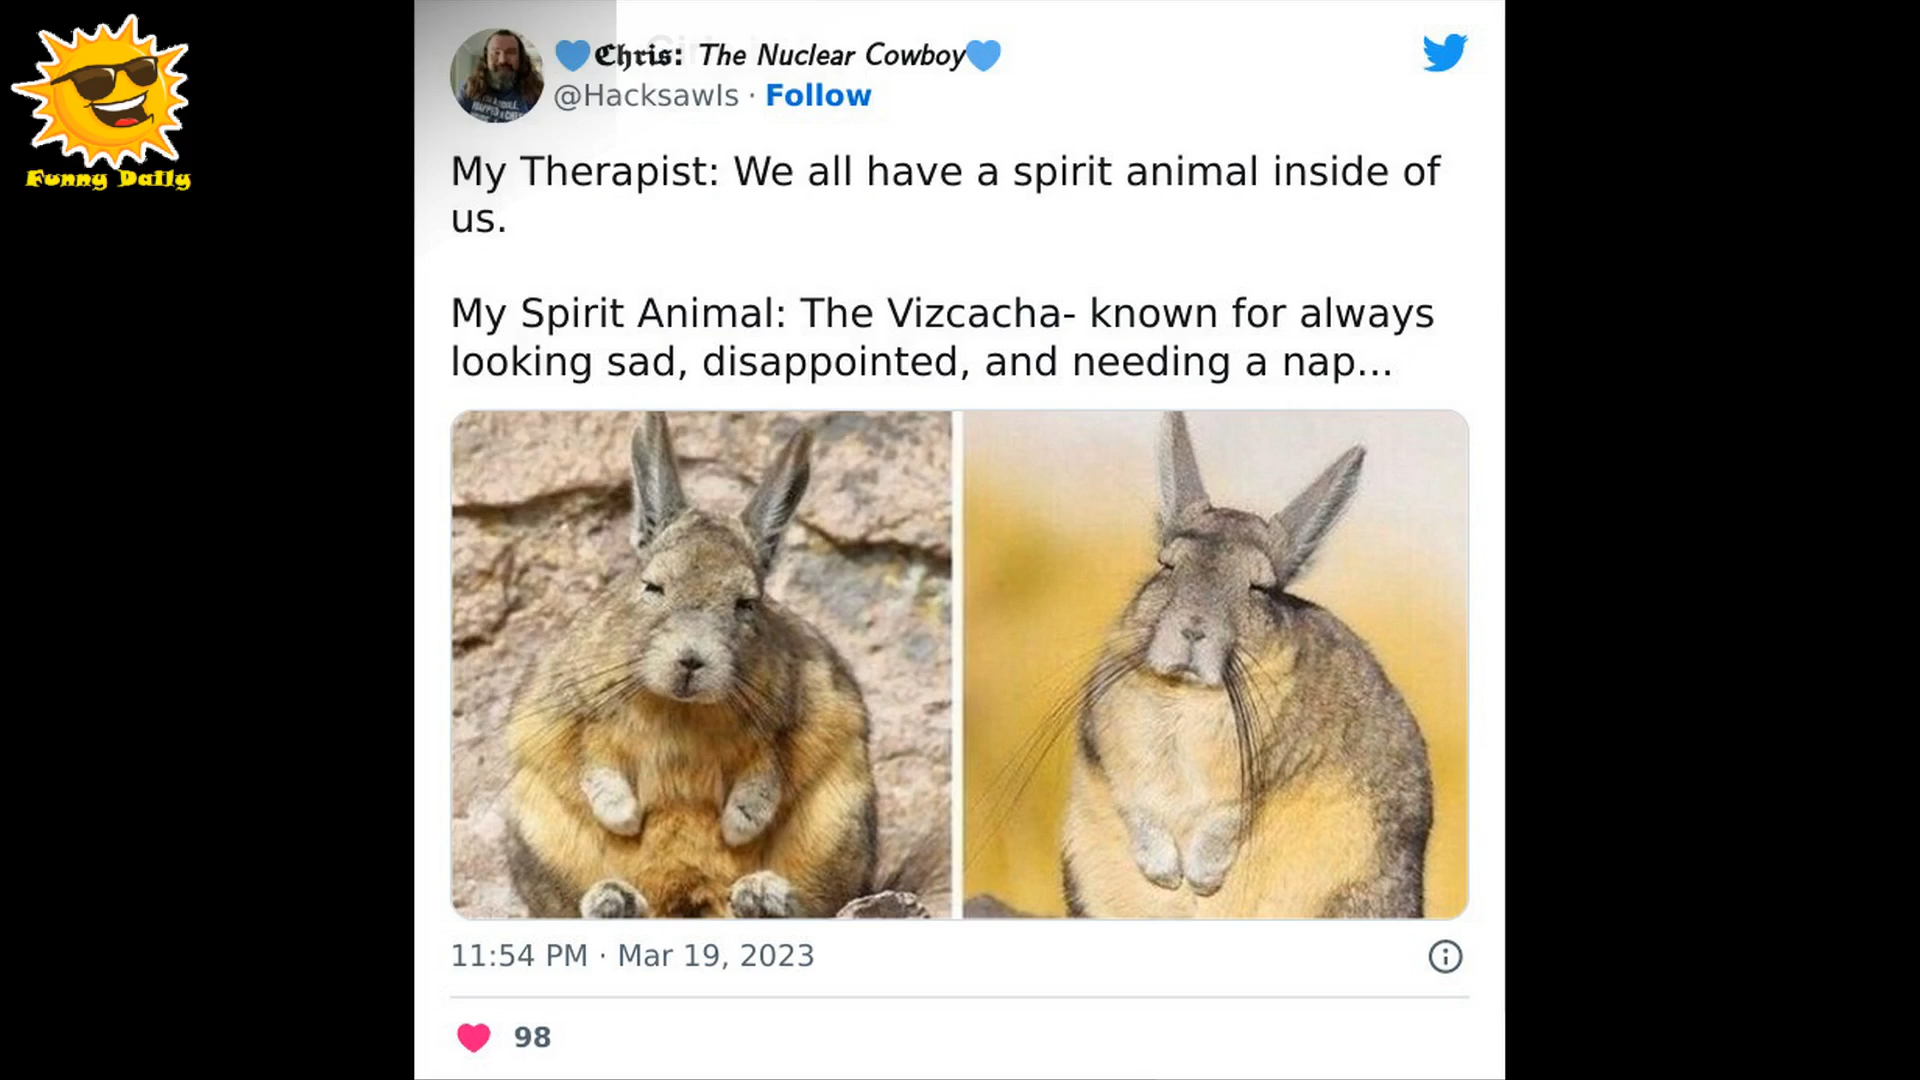 Funny Daily
💙Chris: The Nuclear Cowboy💙
@Hacksawls · Follow
My Therapist: We all have a spirit animal inside of
us.
My Spirit Animal: The Vizcacha- known for always
looking sad, disappointed, and needing a nap...
11:54 PM · Mar 19, 2023
98